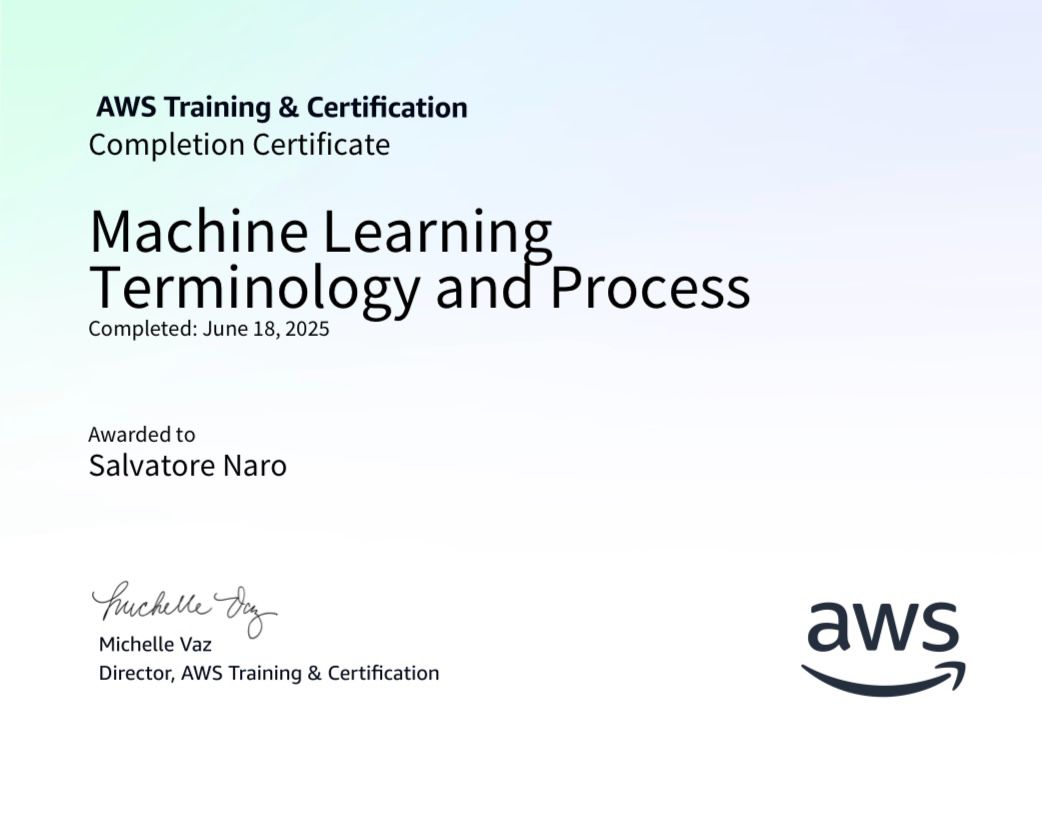 AWS Training & Certification
Completion Certificate
Machine Learning
Terminology and Process
Completed: June 18, 2025
Awarded to
Salvatore Naro
Michelle Vaz
Michelle Vaz
Director, AWS Training & Certification
aws